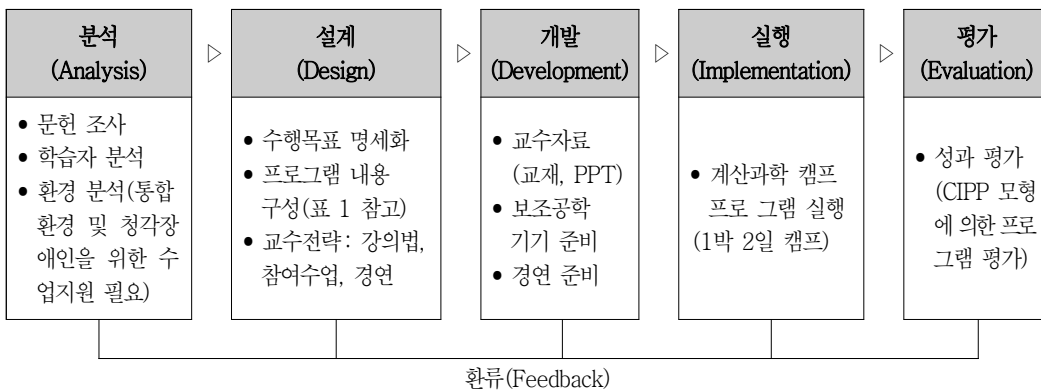 분석
(Analysis)
• 문헌 조사
• 학습자 분석
• 환경 분석(통합
환경 및 청각장
애인을 위한 수
업지원 필요)
▷
설계
(Design)
• 수행목표 명세화
• 프로그램 내용
구성(표 1 참고)
• 교수전략: 강의법,
참여수업, 경연
▷
개발
(Development)
• 교수자료
(교재, PPT)
• 보조공학
기기 준비
• 경연 준비
▷
실행
(Implementation)
• 계산과학 캠프
프로 그램 실행
(1박 2일 캠프)
▷
평가
(Evaluation)
• 성과 평가
(CIPP 모형
에 의한 프로
그램 평가)
환류(Feedback)